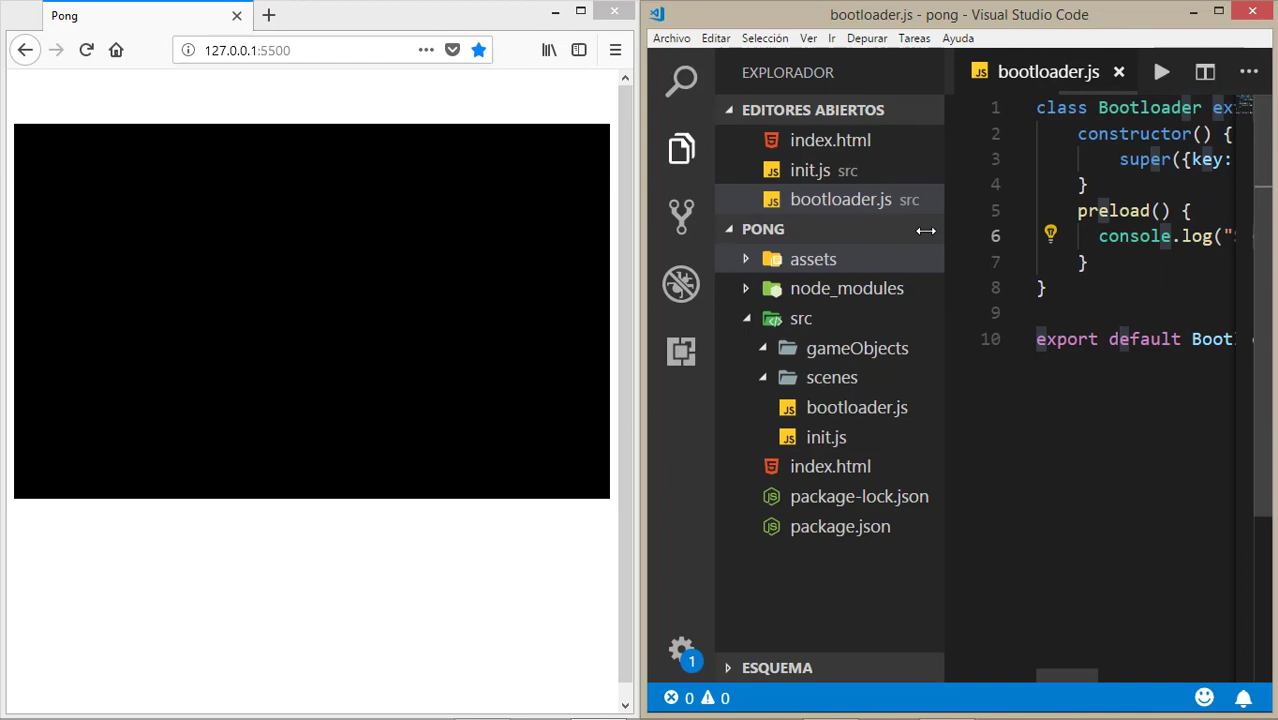 Pong
127.0.0.1:5500
bootloader.js - pong - Visual Studio Code
Archivo Editar Selección Ver Ir Depurar Tareas Ayuda
EXPLORADOR
EDITORES ABIERTOS
index.html
init.js src
bootloader.js src
PONG
assets
node_modules
src
gameObjects
scenes
bootloader.js
init.js
index.html
package-lock.json
package.json
ESQUEMA
1
0 0
bootloader.js
1 class Bootloader ex
2 constructor() {
3 super({key:
4 }
5 preload() {
6 console.log("
7 }
8 }
9
10 export default Boot